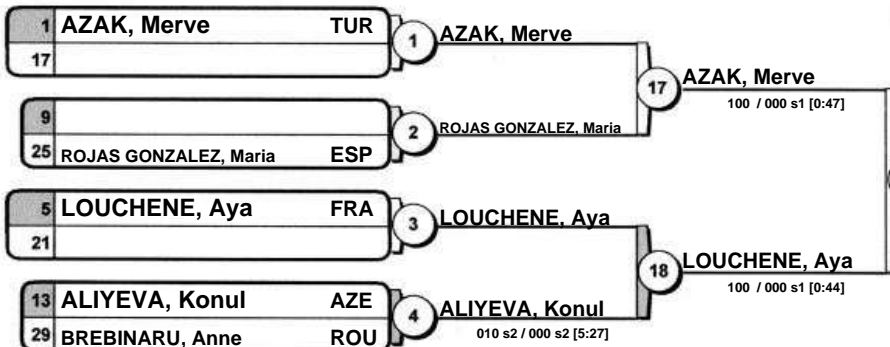 1 AZAK, Merve TUR
17
1 AZAK, Merve
17 AZAK, Merve
100 / 000 s1 [0:47]
9
25 ROJAS GONZALEZ, Maria ESP
2 ROJAS GONZALEZ, Maria
5 LOUCHENE, Aya FRA
21
3 LOUCHENE, Aya
18 LOUCHENE, Aya
100 / 000 s1 [0:44]
13 ALIYEVA, Konul AZE
29 BREBINARU, Anne ROU
4 ALIYEVA, Konul
010 s2 / 000 s2 [5:27]